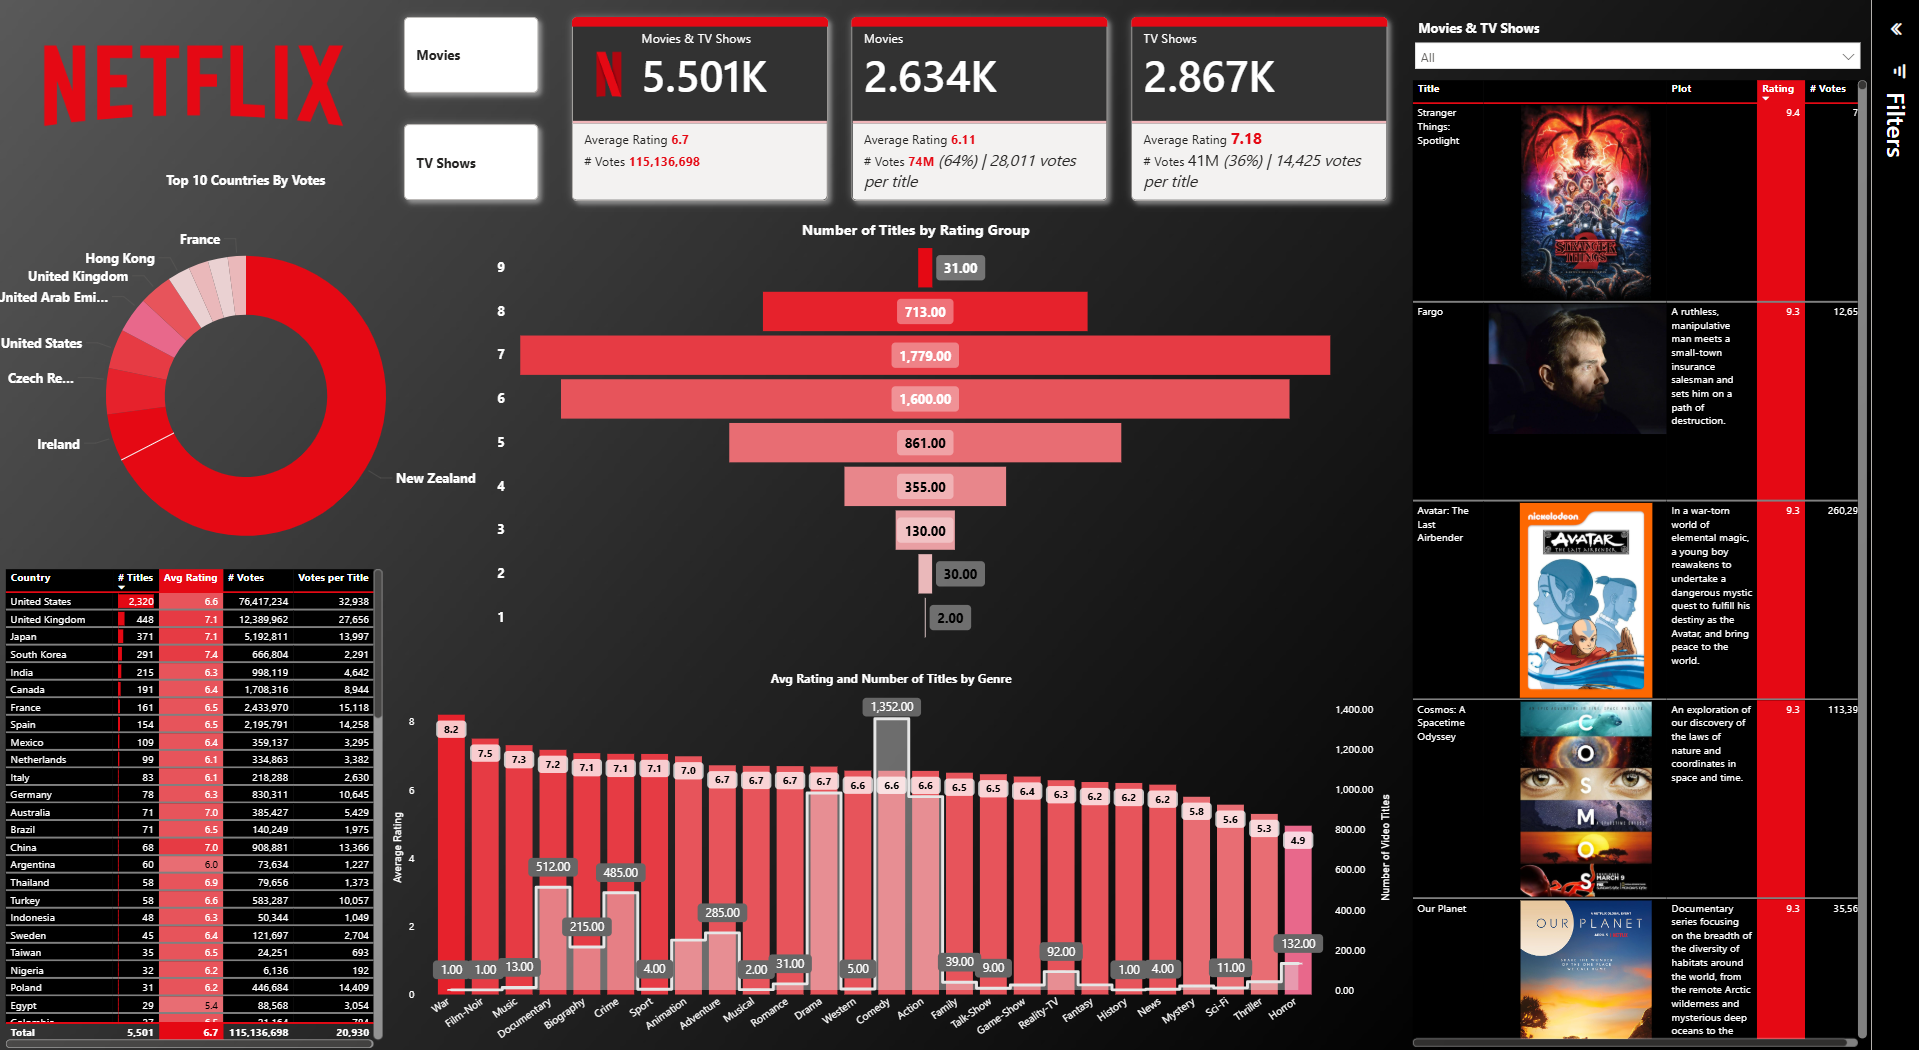 NETFLIX
Movies
TV Shows
Movies & TV Shows
5.501K
Average Rating 6.7
# Votes 115,136,698
Movies
2.634K
Average Rating 6.11
# Votes 74M (64%) | 28,011 votes
per title
TV Shows
2.867K
Average Rating 7.18
# Votes 41M (36%) | 14,425 votes
per title
Top 10 Countries By Votes
France
Hong Kong
United Kingdom
United Arab Emi...
United States
Czech Re...
Ireland
New Zealand
Country # Titles Avg Rating # Votes Votes per Title
United States 2,320 6.6 76,417,234 32,938
United Kingdom 448 7.1 12,389,962 27,656
Japan 371 7.1 5,192,811 13,997
South Korea 291 7.4 666,804 2,291
India 215 6.3 998,119 4,642
Canada 191 6.4 1,708,316 8,944
France 161 6.5 2,433,970 15,118
Spain 154 6.5 2,195,791 14,258
Mexico 109 6.4 359,137 3,295
Netherlands 99 6.1 334,863 3,382
Italy 83 6.1 218,288 2,630
Germany 78 6.3 830,311 10,645
Australia 71 7.0 385,427 5,429
Brazil 71 6.5 140,249 1,975
China 68 7.0 908,881 13,366
Argentina 60 6.0 73,634 1,227
Thailand 58 6.9 79,656 1,373
Turkey 58 6.6 583,287 10,057
Indonesia 48 6.3 50,344 1,049
Sweden 45 6.4 121,697 2,704
Taiwan 35 6.5 24,251 693
Nigeria 32 6.2 6,136 192
Poland 31 6.2 446,684 14,409
Egypt 29 5.4 88,568 3,054
Total 5,501 6.7 115,136,698 20,930
Number of Titles by Rating Group
9 31.00
8 713.00
7 1,779.00
6 1,600.00
5 861.00
4 355.00
3 130.00
2 30.00
1 2.00
Avg Rating and Number of Titles by Genre
Average Rating
8
6
4
2
0
8.2 7.5 7.3 7.2 7.1 7.1 7.1 7.0 6.7 6.7 6.7 6.7 6.6 6.6 6.6 6.5 6.5 6.4 6.3 6.2 6.2 6.2 5.8 5.6 5.3 4.9
1.00 1.00 13.00 512.00 215.00 485.00 4.00 285.00 2.00 31.00 5.00 1,352.00 39.00 9.00 92.00 1.00 4.00 11.00 132.00
War Film-Noir Music Documentary Biography Crime Sport Animation Adventure Musical Romance Drama Western Comedy Action Family Talk-Show Game-Show Reality-TV Fantasy History News Mystery Sci-Fi Thriller Horror
1,400.00
1,200.00
1,000.00
800.00
600.00
400.00
200.00
0.00
Number of Video Titles
Movies & TV Shows
All
Title Plot Rating # Votes
Stranger
Things:
Spotlight
STRANGER
THINGS
2
9.4 7
Fargo
A ruthless,
manipulative
man meets a
small-town
insurance
salesman and
sets him on a
path of
destruction.
9.3 12,65
Avatar: The
Last
Airbender
nickelodeon
AVATAR
THE LAST AIRBENDER
In a war-torn
world of
elemental magic,
a young boy
reawakens to
undertake a
dangerous mystic
quest to fulfill his
destiny as the
Avatar, and bring
peace to the
world.
9.3 260,29
Cosmos: A
Spacetime
Odyssey
COSMOS
MARCH 9
An exploration of
our discovery of
the laws of
nature and
coordinates in
space and time.
9.3 113,39
Our Planet
OUR PLANET
Documentary
series focusing
on the breadth of
the diversity of
habitats around
the world, from
the remote Arctic
wilderness and
mysterious deep
oceans to the
9.3 35,56
Filters